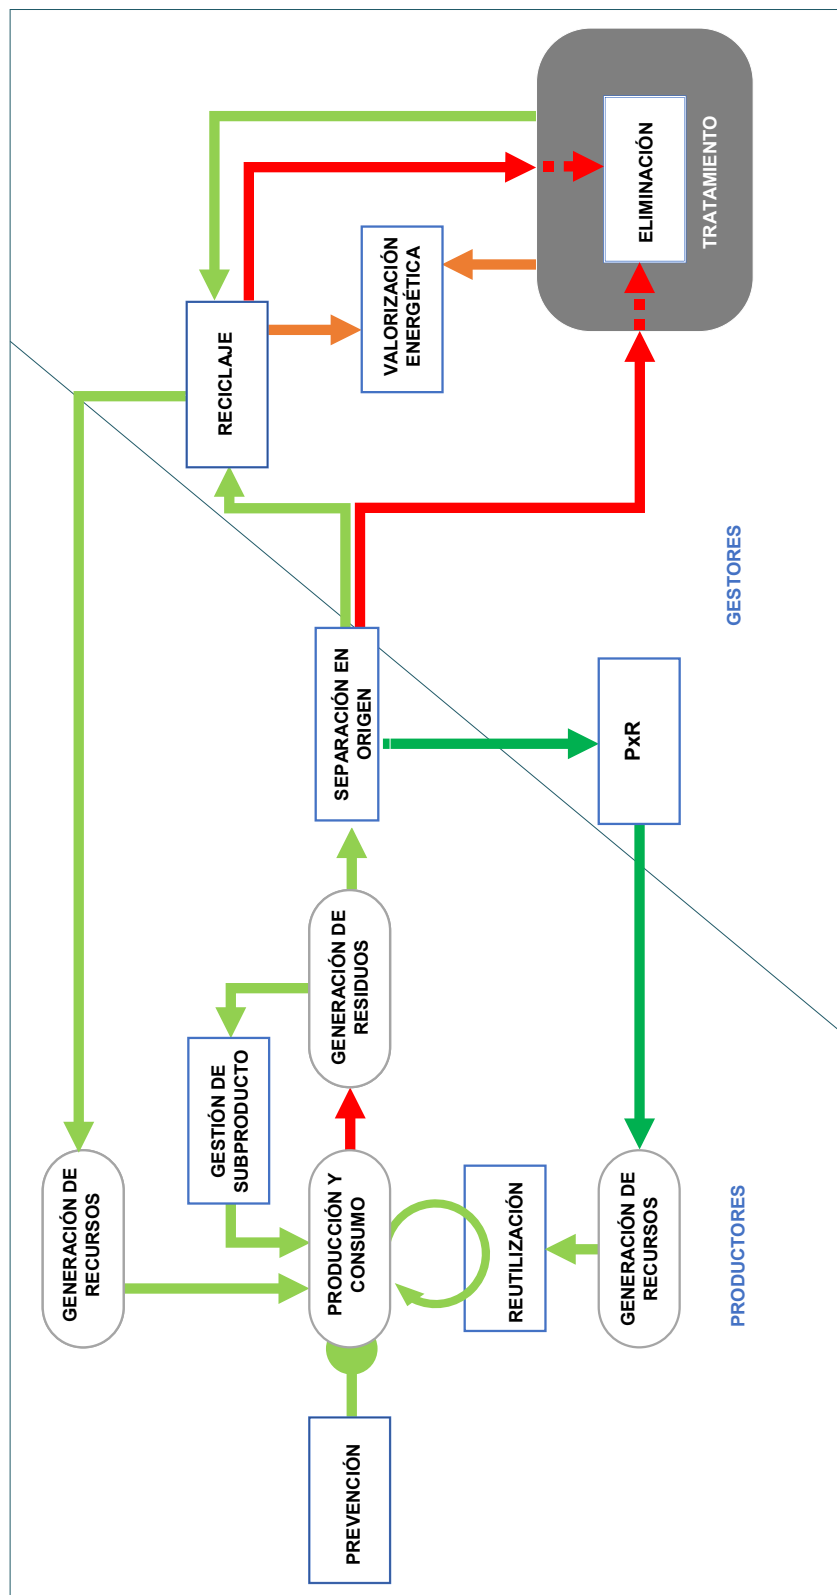 GENERACIÓN DE
RECURSOS
GESTIÓN DE
SUBPRODUCTO
RECICLAJE
PREVENCIÓN
PRODUCCIÓN Y
CONSUMO
GENERACIÓN DE
RESIDUOS
SEPARACIÓN EN
ORIGEN
VALORIZACIÓN
ENERGÉTICA
REUTILIZACIÓN
GENERACIÓN DE
RECURSOS
PxR
ELIMINACIÓN
TRATAMIENTO
PRODUCTORES
GESTORES